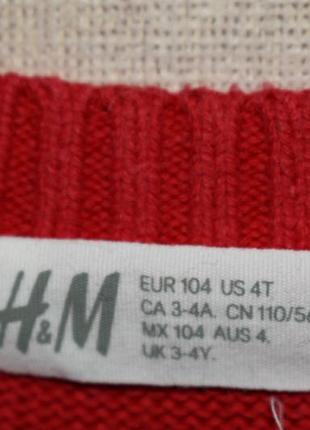 H&M
EUR 104 US 4T
CA 3-4A. CN 110/56
MX 104 AUS 4.
UK 3-4Y.